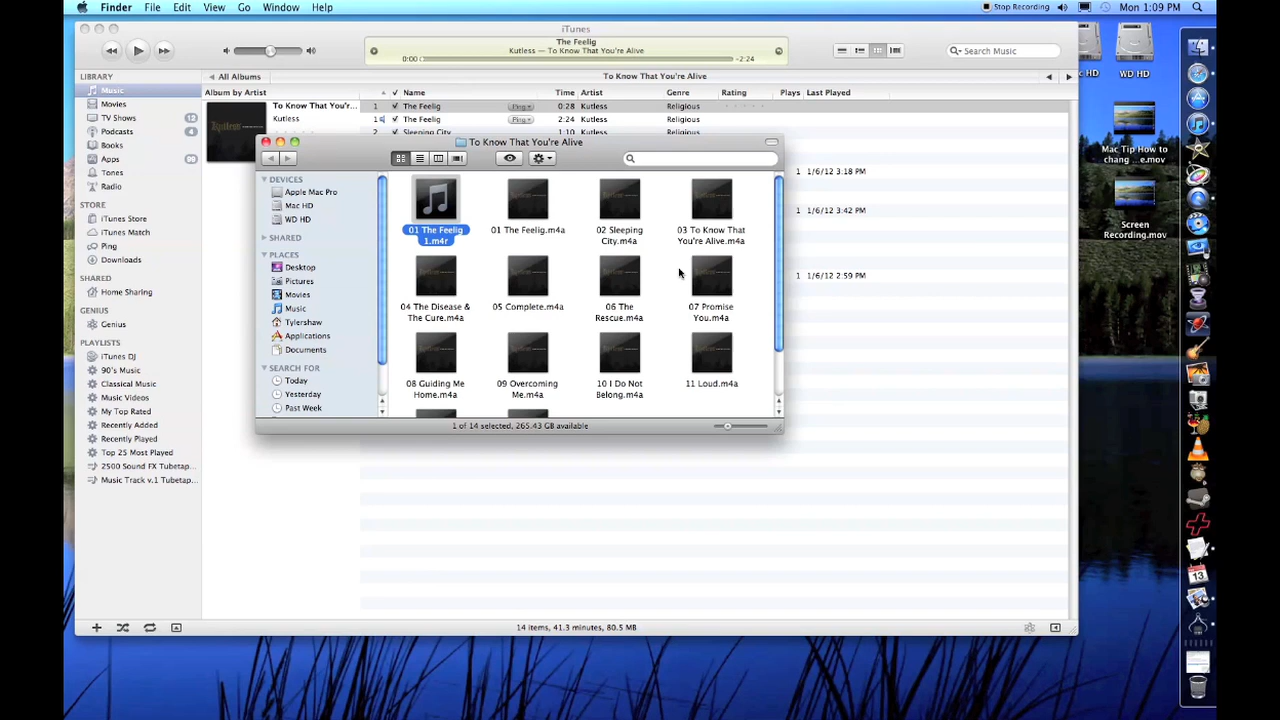 Finder File Edit View Go Window Help
Stop Recording Mon 1:09 PM
iTunes
The Feelig
Kutless — To Know That You're Alive
0:00 -2:24
Search Music
LIBRARY
Music
Movies
TV Shows 12
Podcasts 4
Books
Apps
Tones
Radio
STORE
iTunes Store
iTunes Match
Ping
Downloads
SHARED
Home Sharing
GENIUS
Genius
PLAYLISTS
iTunes DJ
90's Music
Classical Music
Music Videos
My Top Rated
Recently Added
Recently Played
Top 25 Most Played
2500 Sound FX Tubetap...
Music Track v.1 Tubetap...
All Albums To Know That You're Alive
Album by Artist Name Time Artist Genre Rating Plays Last Played
To Know That You'r... 1 The Feelig Ping 0:28 Kutless Religious
Kutless 1 The Feelig Ping 2:24 Kutless Religious
2 Sleeping City 1:10 Kutless Religious
1 1/6/12 3:18 PM
1 1/6/12 3:42 PM
1 1/6/12 2:59 PM
To Know That You're Alive
DEVICES
Apple Mac Pro
Mac HD
WD HD
SHARED
PLACES
Desktop
Pictures
Movies
Music
Tylershaw
Applications
Documents
SEARCH FOR
Today
Yesterday
Past Week
01 The Feelig
1.m4r
01 The Feelig.m4a
02 Sleeping
City.m4a
03 To Know That
You're Alive.m4a
04 The Disease &
The Cure.m4a
05 Complete.m4a
06 The
Rescue.m4a
07 Promise
You.m4a
08 Guiding Me
Home.m4a
09 Overcoming
Me.m4a
10 I Do Not
Belong.m4a
11 Loud.m4a
1 of 14 selected, 265.43 GB available
14 items, 41.3 minutes, 80.5 MB
HD
WD HD
Mac Tip How to
chang ...e.mov
Screen
Recording.mov
13